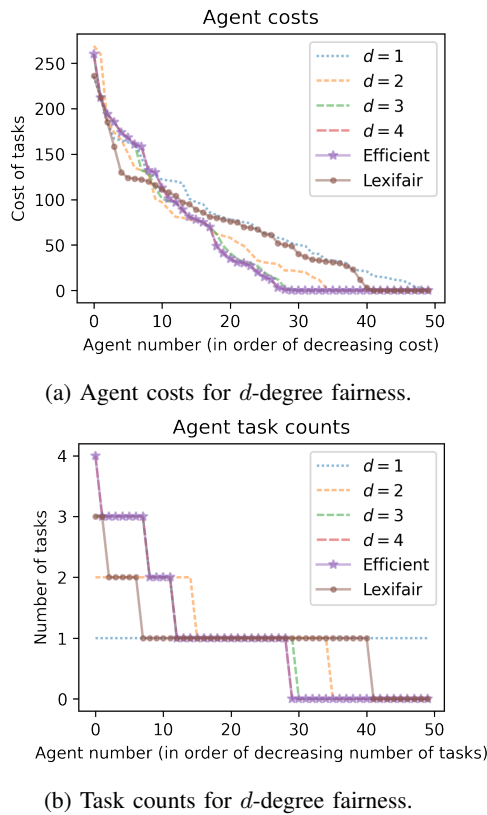 Agent costs
250
200
150
100
50
0
Cost of tasks
d = 1
d = 2
d = 3
d = 4
Efficient
Lexifair
0 10 20 30 40 50
Agent number (in order of decreasing cost)
(a) Agent costs for d-degree fairness.
Agent task counts
4
3
2
1
0
Number of tasks
d = 1
d = 2
d = 3
d = 4
Efficient
Lexifair
0 10 20 30 40 50
Agent number (in order of decreasing number of tasks)
(b) Task counts for d-degree fairness.